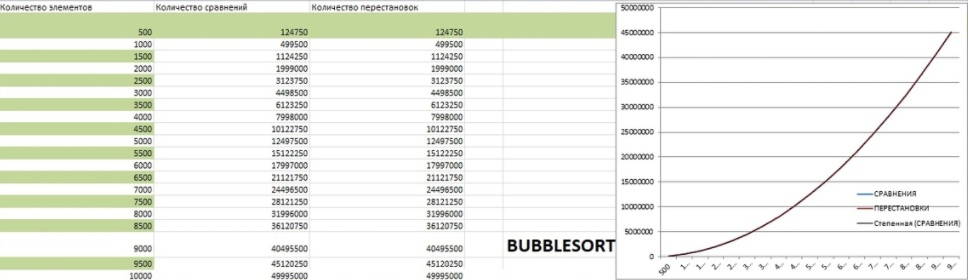 Количество элементов Количество сравнений Количество перестановок
500 124750 124750
1000 499500 499500
1500 1124250 1124250
2000 1999000 1999000
2500 3123750 3123750
3000 4498500 4498500
3500 6123250 6123250
4000 7998000 7998000
4500 10122750 10122750
5000 12497500 12497500
5500 15122250 15122250
6000 17997000 17997000
6500 21121750 21121750
7000 24496500 24496500
7500 28121250 28121250
8000 31996000 31996000
8500 36120750 36120750
9000 40495500 40495500
9500 45120250 45120250
10000 49995000 49995000
BUBBLESORT
50000000
45000000
40000000
35000000
30000000
25000000
20000000
15000000
10000000
5000000
0
СРАВНЕНИЯ
ПЕРЕСТАНОВКИ
Степенная (СРАВНЕНИЯ)
500 1... 1... 2... 2... 3... 3... 4... 4... 5... 5... 6... 6... 7... 7... 8... 8... 9... 9...